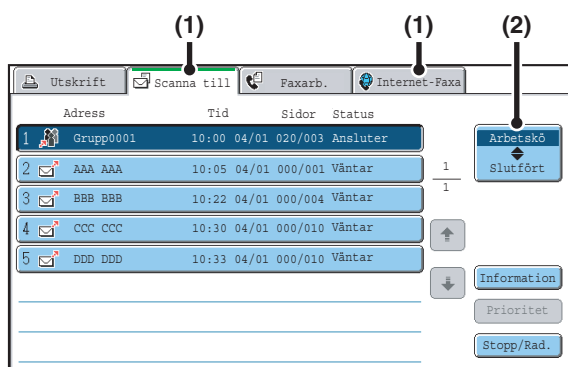 (1) (1) (2)
Utskrift Scanna till Faxarb. Internet-Faxa
Adress Tid Sidor Status
1 Grupp0001 10:00 04/01 020/003 Ansluter
2 AAA AAA 10:05 04/01 000/001 Väntar
3 BBB BBB 10:22 04/01 000/004 Väntar
4 CCC CCC 10:30 04/01 000/010 Väntar
5 DDD DDD 10:33 04/01 000/010 Väntar
1
1
Arbetskö
Slutfört
Information
Prioritet
Stopp/Rad.